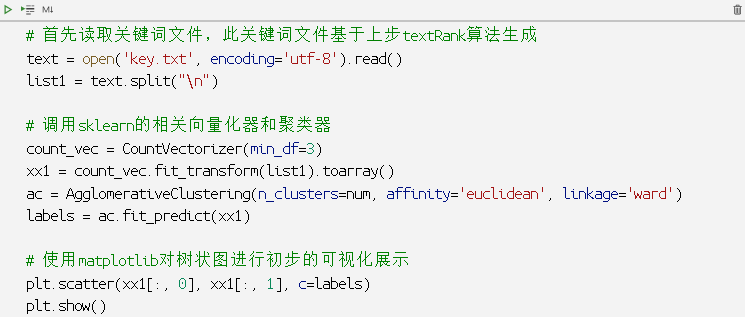 M↓
# 首先读取关键词文件，此关键词文件基于上步textRank算法生成
text = open('key.txt', encoding='utf-8').read()
list1 = text.split("\n")
# 调用sklearn的相关向量化器和聚类器
count_vec = CountVectorizer(min_df=3)
xx1 = count_vec.fit_transform(list1).toarray()
ac = AgglomerativeClustering(n_clusters=num, affinity='euclidean', linkage='ward')
labels = ac.fit_predict(xx1)
# 使用matplotlib对树状图进行初步的可视化展示
plt.scatter(xx1[:, 0], xx1[:, 1], c=labels)
plt.show()